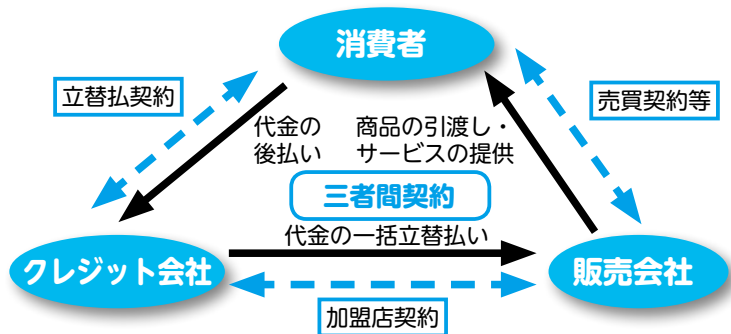 消費者
立替払契約
売買契約等
代金の
後払い
商品の引渡し・
サービスの提供
三者間契約
代金の一括立替払い
クレジット会社
販売会社
加盟店契約